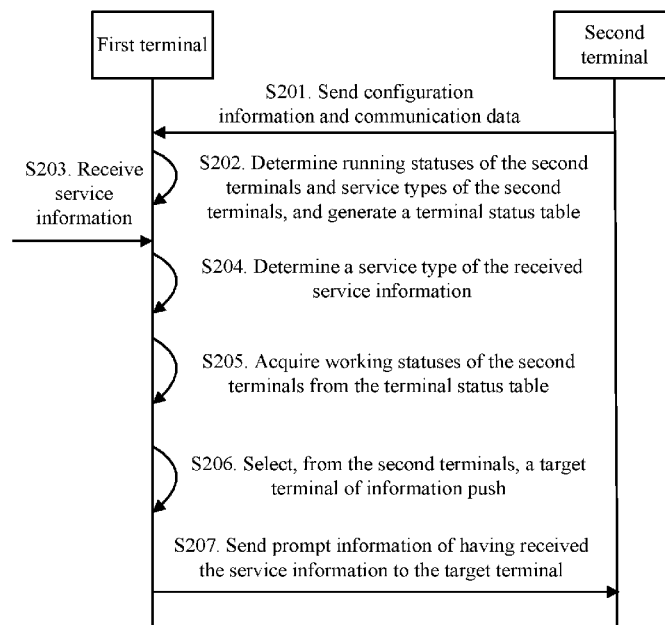 First terminal
Second
terminal
S201. Send configuration
information and communication data
S202. Determine running statuses of the second
terminals and service types of the second
terminals, and generate a terminal status table
S203. Receive
service
information
S204. Determine a service type of the received
service information
S205. Acquire working statuses of the second
terminals from the terminal status table
S206. Select, from the second terminals, a target
terminal of information push
S207. Send prompt information of having received
the service information to the target terminal